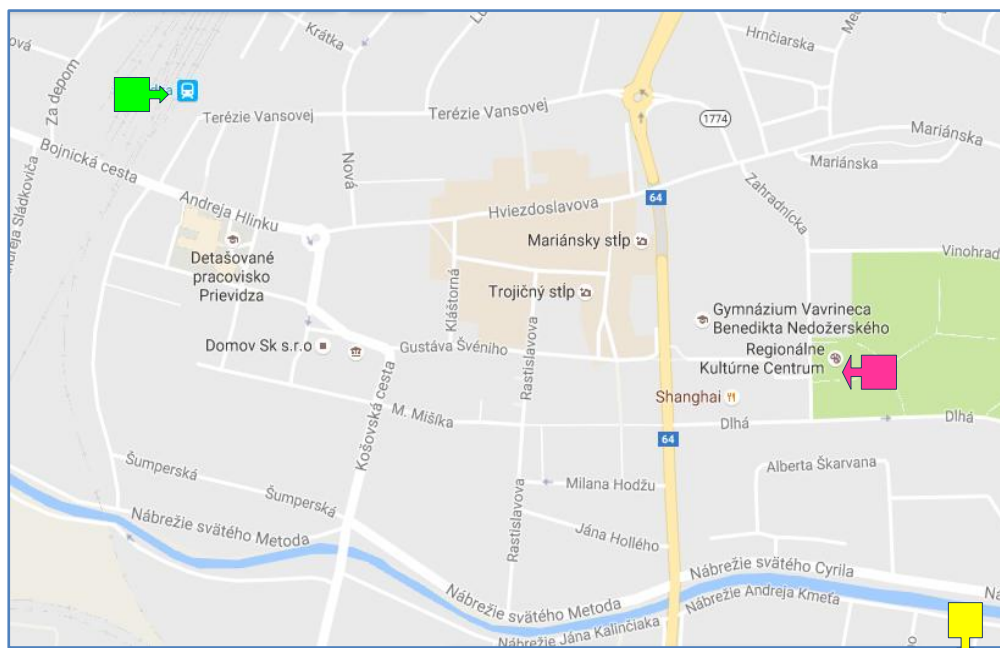 Krátka
Hrnčiarska
Za depom
Terézie Vansovej
Terézie Vansovej
1774
Mariánska
Mariánska
Bojnická cesta
Nová
Záhradnícka
Andreja Hlinku
Hviezdoslavova
64
Mariánsky stĺp
Detašované
pracovisko
Prievidza
Vinohrad
Trojičný stĺp
Kláštorná
Gymnázium Vavrineca
Benedikta Nedožerského
Regionálne
Kultúrne Centrum
Domov Sk s.r.o
Gustáva Švéniho
Rastislavova
Shanghai
Košovská cesta
M. Mišíka
Dlhá
Dlhá
64
Šumperská
Šumperská
Alberta Škarvana
Milana Hodžu
Rastislavova
Jána Hollého
Nábrežie svätého Metoda
Nábrežie svätého Metoda
Nábrežie svätého Cyrila
Nábrežie Andreja Kmeťa
Nábrežie Jána Kalinčiaka